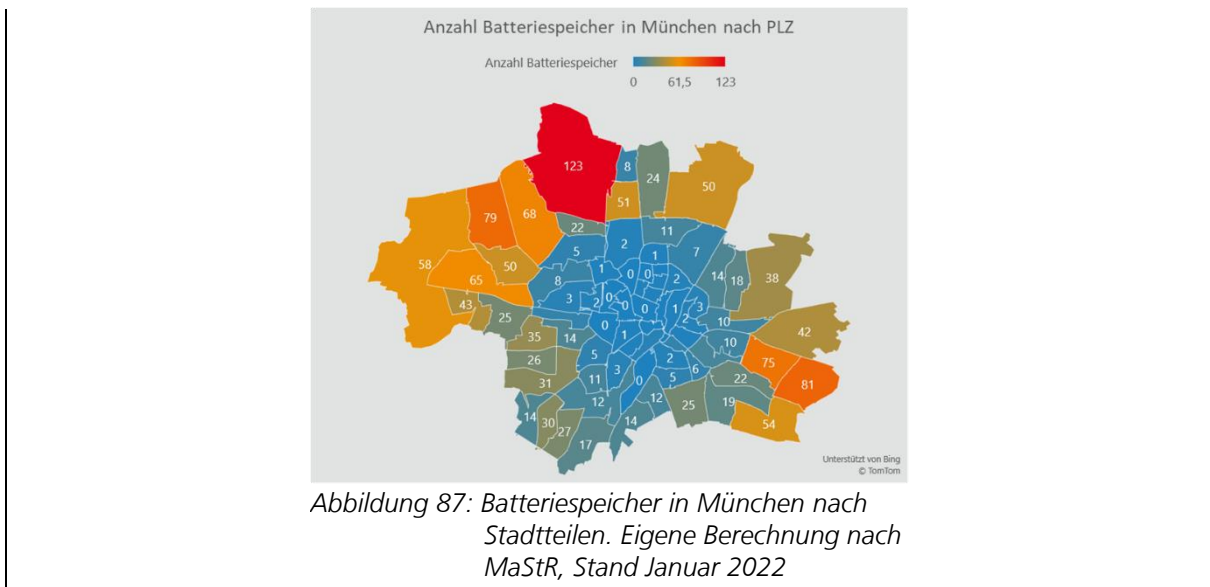 Anzahl Batteriespeicher in München nach PLZ
Anzahl Batteriespeicher
0 61,5 123
123 8 24 50
51
79 68
22 11
2
5 1 7
58 50 1 0 0 2 14 18 38
65 8
3 2 0 0 0 1 3
43 25 2 10
0 42
35 14 1 10
26 5 2 75
31 11 3 0 5 6 22 81
12 12 25 19
14 30 27 14 54
17
Unterstützt von Bing
© TomTom
Abbildung 87: Batteriespeicher in München nach
Stadtteilen. Eigene Berechnung nach
MaStR, Stand Januar 2022